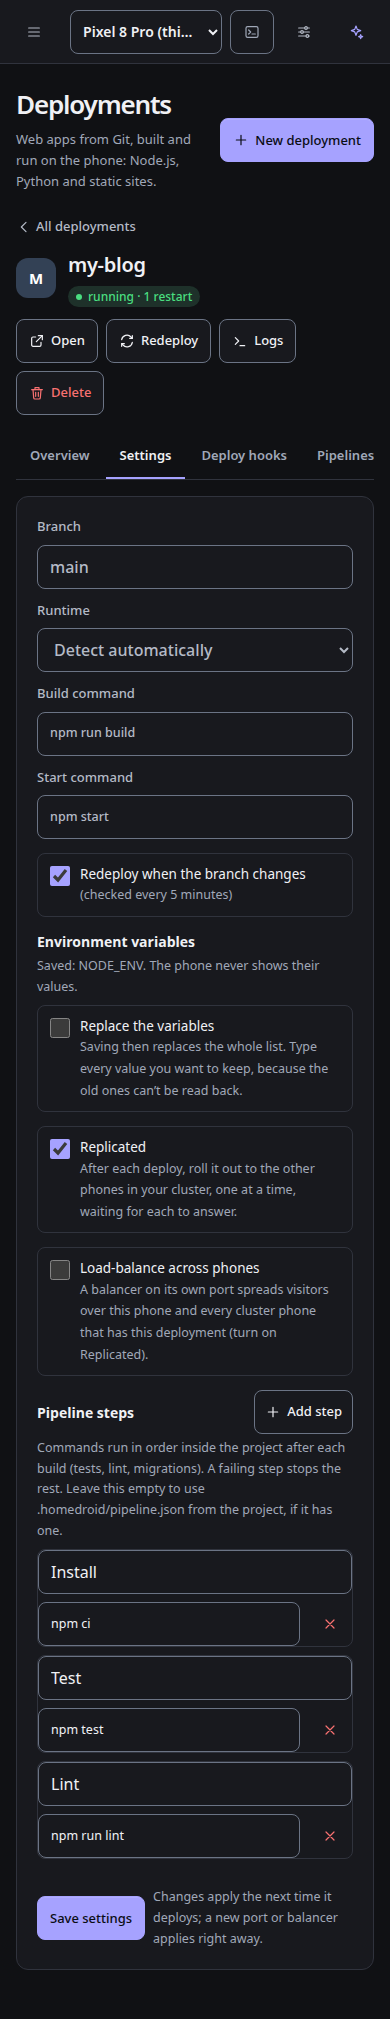 Pixel 8 Pro (thi...
Deployments
Web apps from Git, built and
run on the phone: Node.js,
Python and static sites.
New deployment
All deployments
M
my-blog
running · 1 restart
Open
Redeploy
Logs
Delete
Overview
Settings
Deploy hooks
Pipelines
Branch
main
Runtime
Detect automatically
Build command
npm run build
Start command
npm start
Redeploy when the branch changes
(checked every 5 minutes)
Environment variables
Saved: NODE_ENV. The phone never shows their
values.
Replace the variables
Saving then replaces the whole list. Type
every value you want to keep, because the
old ones can’t be read back.
Replicated
After each deploy, roll it out to the other
phones in your cluster, one at a time,
waiting for each to answer.
Load-balance across phones
A balancer on its own port spreads visitors
over this phone and every cluster phone
that has this deployment (turn on
Replicated).
Pipeline steps
Add step
Commands run in order inside the project after each
build (tests, lint, migrations). A failing step stops the
rest. Leave this empty to use
.homedroid/pipeline.json from the project, if it has
one.
Install
npm ci
Test
npm test
Lint
npm run lint
Save settings
Changes apply the next time it
deploys; a new port or balancer
applies right away.